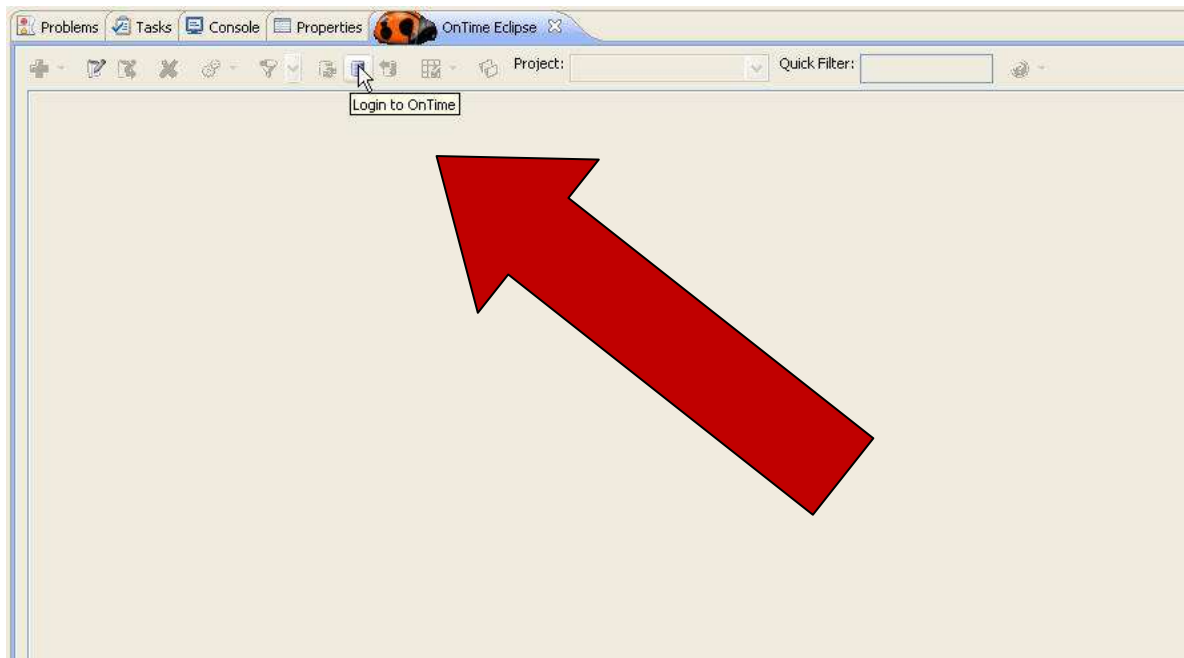 Problems Tasks Console Properties OnTime Eclipse
Project: Quick Filter:
Login to OnTime